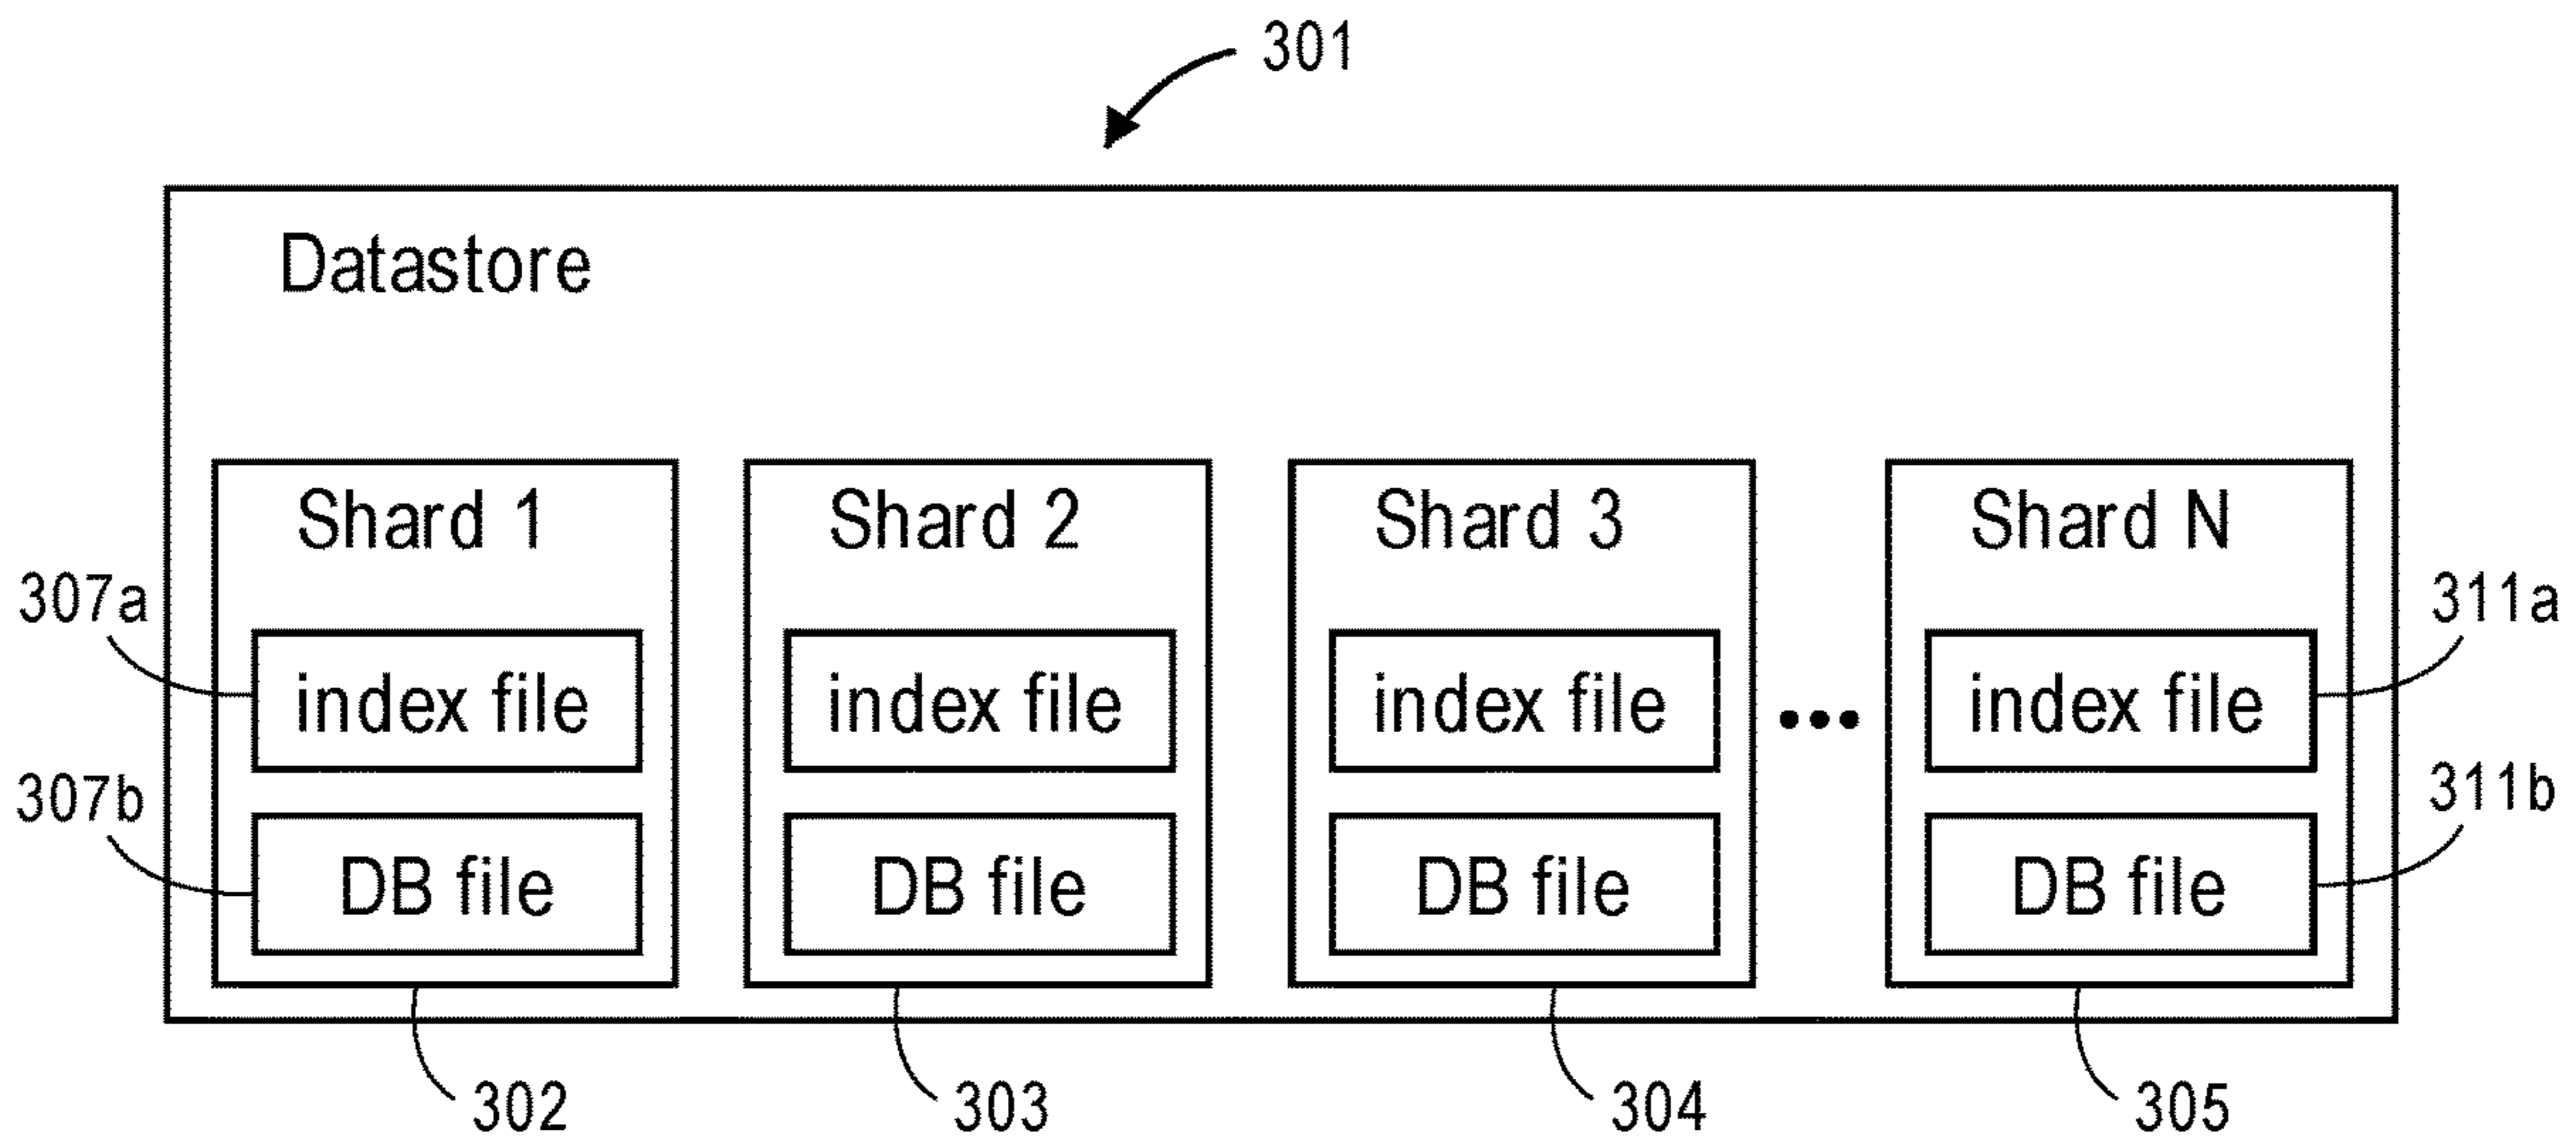 301
Datastore
Shard 1
Shard 2
Shard 3
Shard N
307a
311a
index file
index file
index file
index file
307b
311b
DB file
DB file
DB file
DB file
302
303
304
305